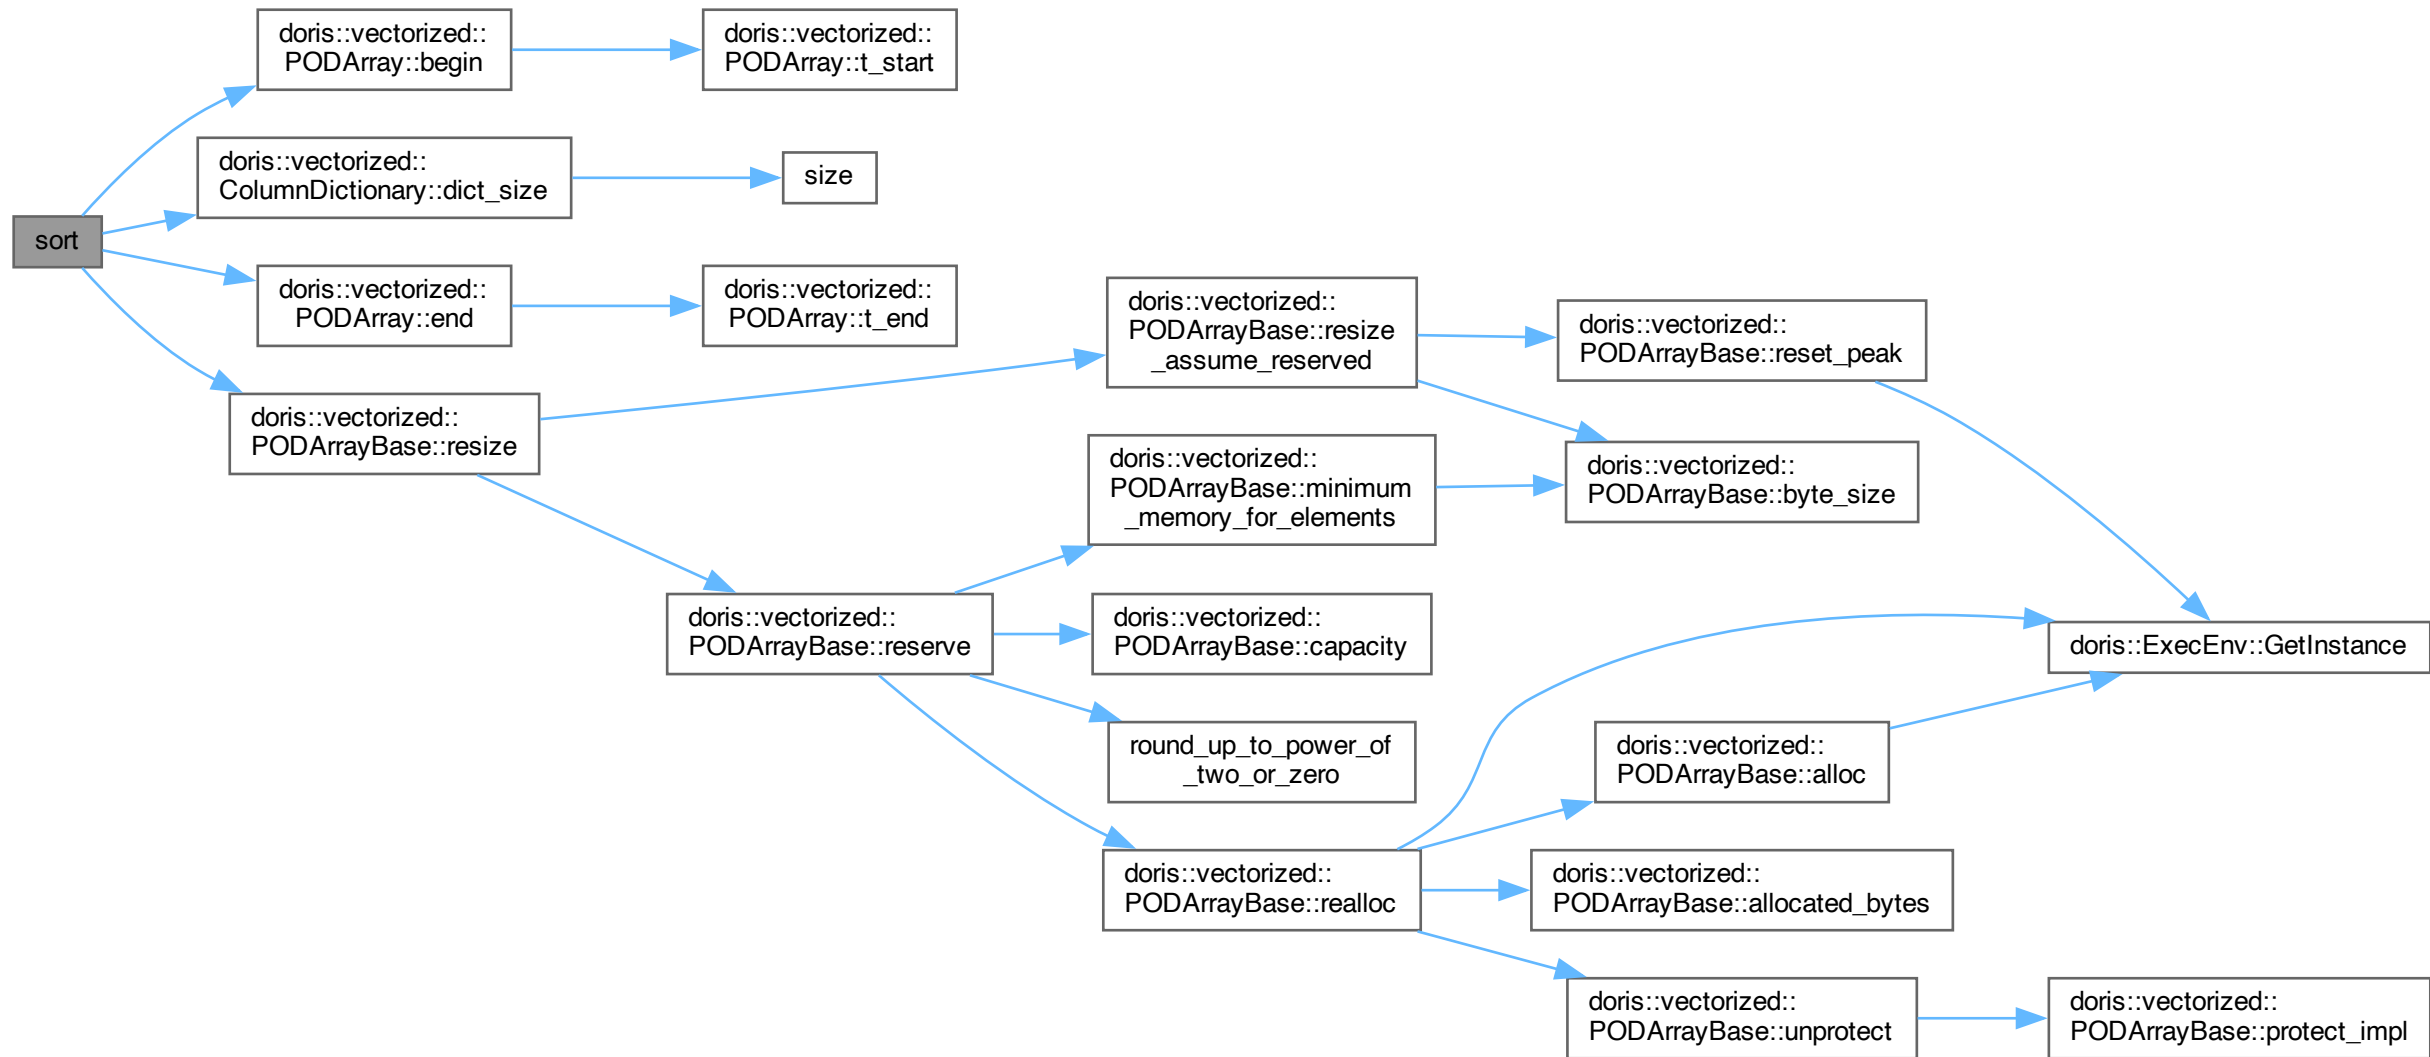 sort
doris::vectorized::
PODArray::begin
doris::vectorized::
PODArray::t_start
doris::vectorized::
ColumnDictionary::dict_size
size
doris::vectorized::
PODArray::end
doris::vectorized::
PODArray::t_end
doris::vectorized::
PODArrayBase::resize
doris::vectorized::
PODArrayBase::resize
_assume_reserved
doris::vectorized::
PODArrayBase::reset_peak
doris::vectorized::
PODArrayBase::byte_size
doris::vectorized::
PODArrayBase::minimum
_memory_for_elements
doris::vectorized::
PODArrayBase::reserve
doris::vectorized::
PODArrayBase::capacity
round_up_to_power_of
_two_or_zero
doris::vectorized::
PODArrayBase::realloc
doris::ExecEnv::GetInstance
doris::vectorized::
PODArrayBase::alloc
doris::vectorized::
PODArrayBase::allocated_bytes
doris::vectorized::
PODArrayBase::unprotect
doris::vectorized::
PODArrayBase::protect_impl